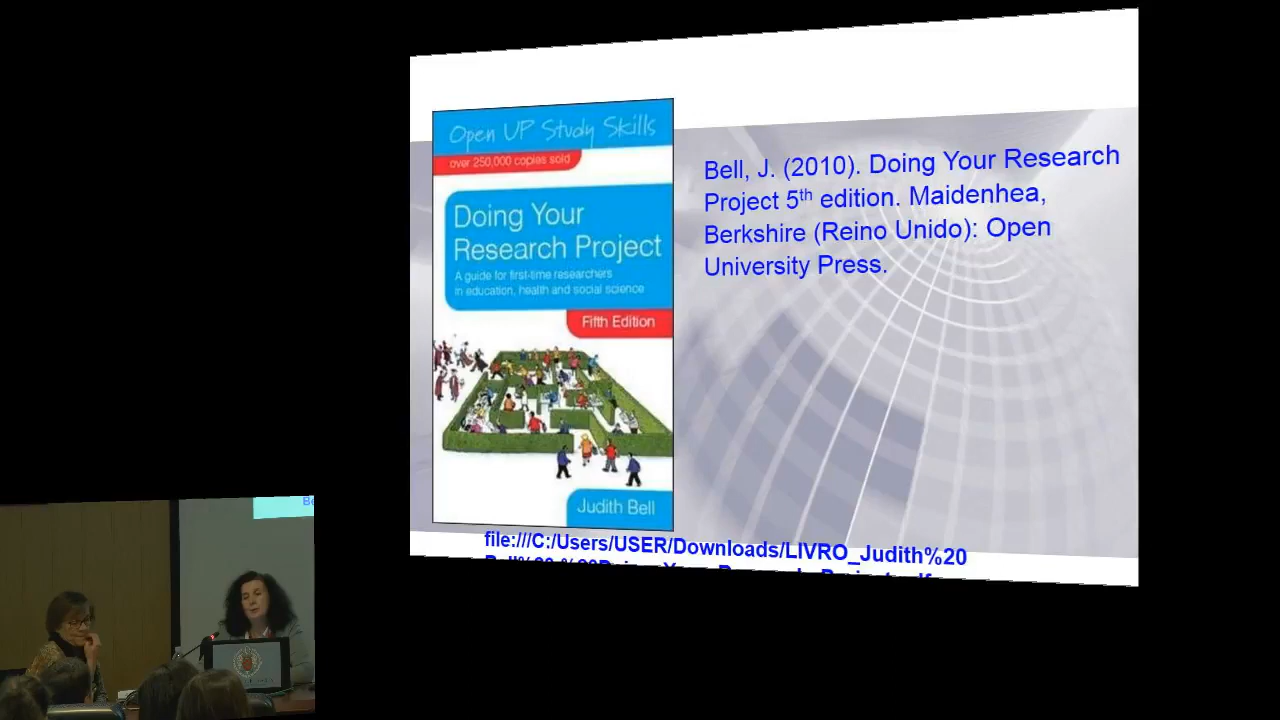 Open UP Study Skills
over 250,000 copies sold
Doing Your
Research Project
A guide for first-time researchers
in education, health and social science
Fifth Edition
Judith Bell
Bell, J. (2010). Doing Your Research
Project 5th edition. Maidenhea,
Berkshire (Reino Unido): Open
University Press.
file:///C:/Users/USER/Downloads/LIVRO_Judith%20
Be